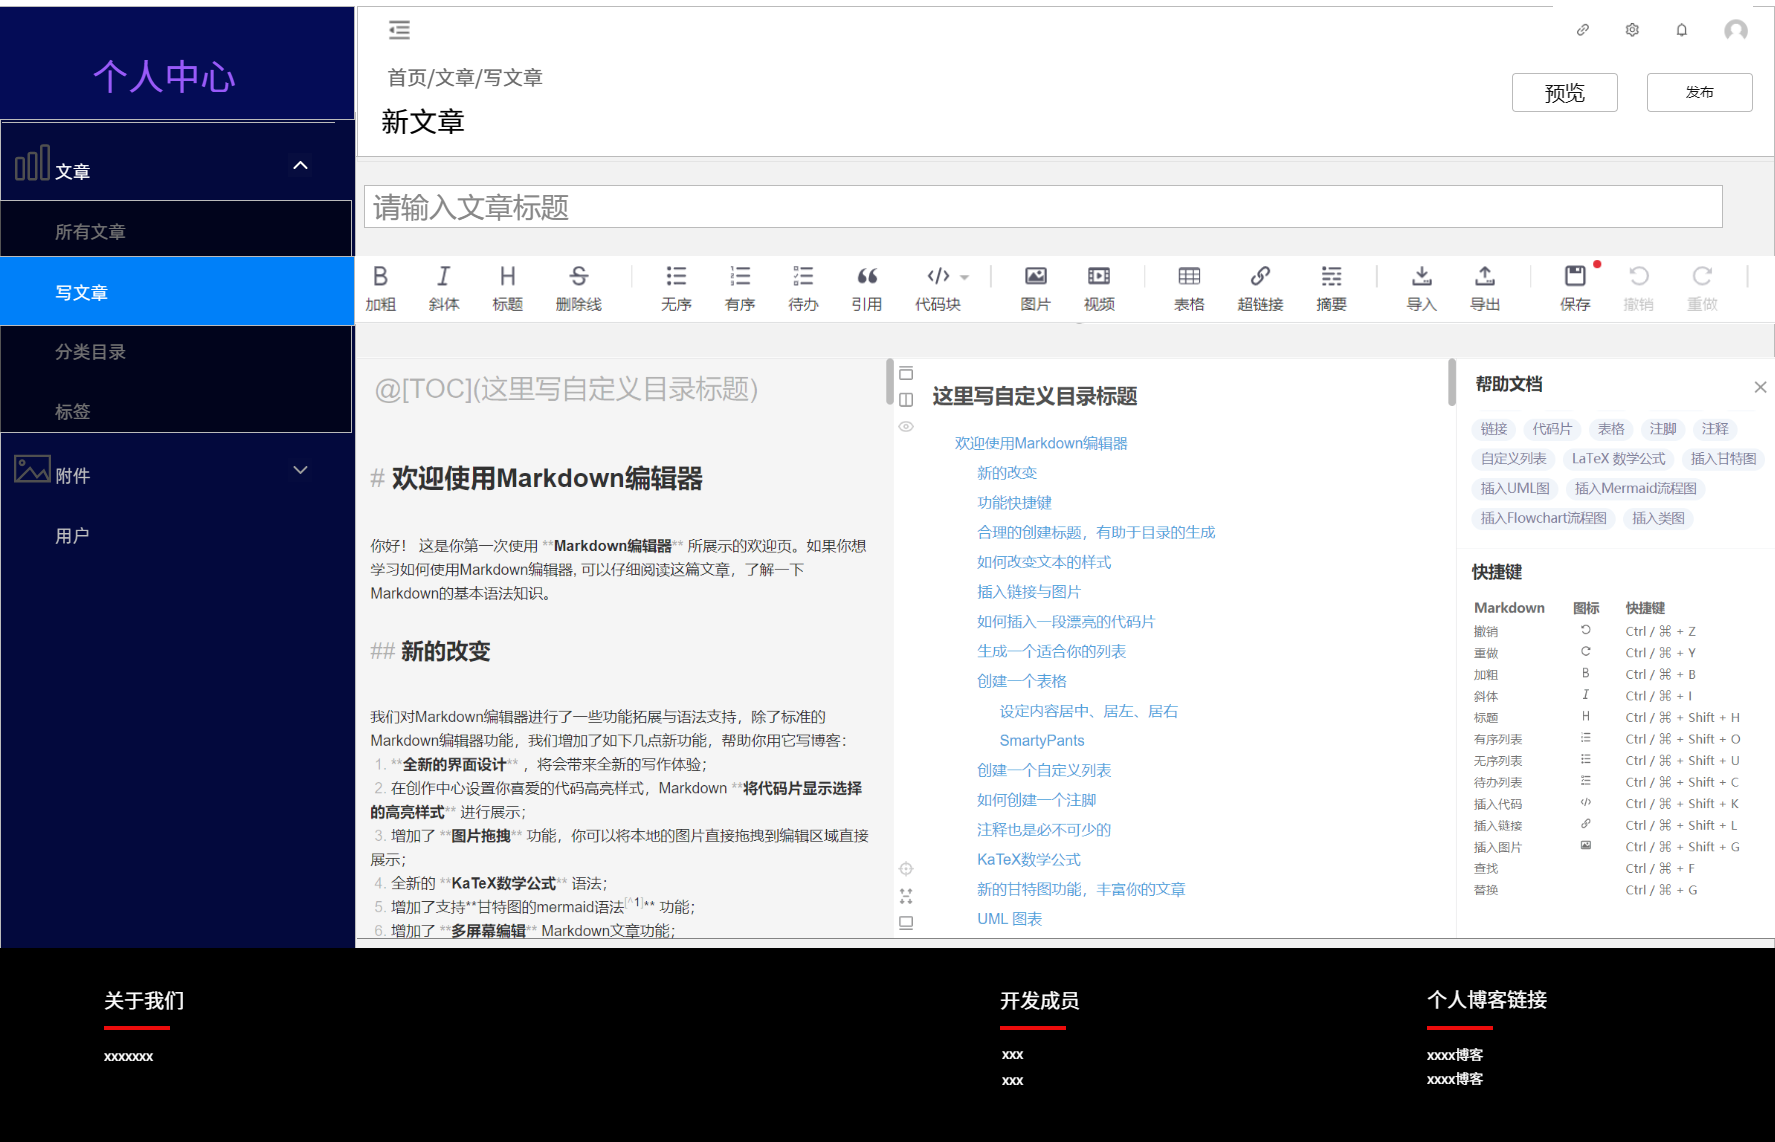 个人中心
文章
所有文章
写文章
分类目录
标签
附件
用户
首页/文章/写文章
新文章
预览
发布
请输入文章标题
B I H S
加粗 斜体 标题 删除线 无序 有序 待办 引用 代码块 图片 视频 表格 超链接 摘要 导入 导出 保存 撤销 重做
@[TOC](这里写自定义目录标题)
# 欢迎使用Markdown编辑器
你好！ 这是你第一次使用 **Markdown编辑器** 所展示的欢迎页。如果你想
学习如何使用Markdown编辑器, 可以仔细阅读这篇文章，了解一下
Markdown的基本语法知识。
## 新的改变
我们对Markdown编辑器进行了一些功能拓展与语法支持，除了标准的
Markdown编辑器功能，我们增加了如下几点新功能，帮助你用它写博客：
1. **全新的界面设计** ，将会带来全新的写作体验；
2. 在创作中心设置你喜爱的代码高亮样式，Markdown **将代码片显示选择
的高亮样式** 进行展示；
3. 增加了 **图片拖拽** 功能，你可以将本地的图片直接拖拽到编辑区域直接
展示；
4. 全新的 **KaTeX数学公式** 语法；
5. 增加了支持**甘特图的mermaid语法[^1]** 功能；
6. 增加了 **多屏幕编辑** Markdown文章功能；
这里写自定义目录标题
欢迎使用Markdown编辑器
新的改变
功能快捷键
合理的创建标题，有助于目录的生成
如何改变文本的样式
插入链接与图片
如何插入一段漂亮的代码片
生成一个适合你的列表
创建一个表格
设定内容居中、居左、居右
SmartyPants
创建一个自定义列表
如何创建一个注脚
注释也是必不可少的
KaTeX数学公式
新的甘特图功能，丰富你的文章
UML 图表
帮助文档
链接 代码片 表格 注脚 注释
自定义列表 LaTeX 数学公式 插入甘特图
插入UML图 插入Mermaid流程图
插入Flowchart流程图 插入类图
快捷键
Markdown 图标 快捷键
撤销 Ctrl / ⌘ + Z
重做 Ctrl / ⌘ + Y
加粗 B Ctrl / ⌘ + B
斜体 I Ctrl / ⌘ + I
标题 H Ctrl / ⌘ + Shift + H
有序列表 Ctrl / ⌘ + Shift + O
无序列表 Ctrl / ⌘ + Shift + U
待办列表 Ctrl / ⌘ + Shift + C
插入代码 Ctrl / ⌘ + Shift + K
插入链接 Ctrl / ⌘ + Shift + L
插入图片 Ctrl / ⌘ + Shift + G
查找 Ctrl / ⌘ + F
替换 Ctrl / ⌘ + G
关于我们
xxxxxxx
开发成员
xxx
xxx
个人博客链接
xxxx博客
xxxx博客